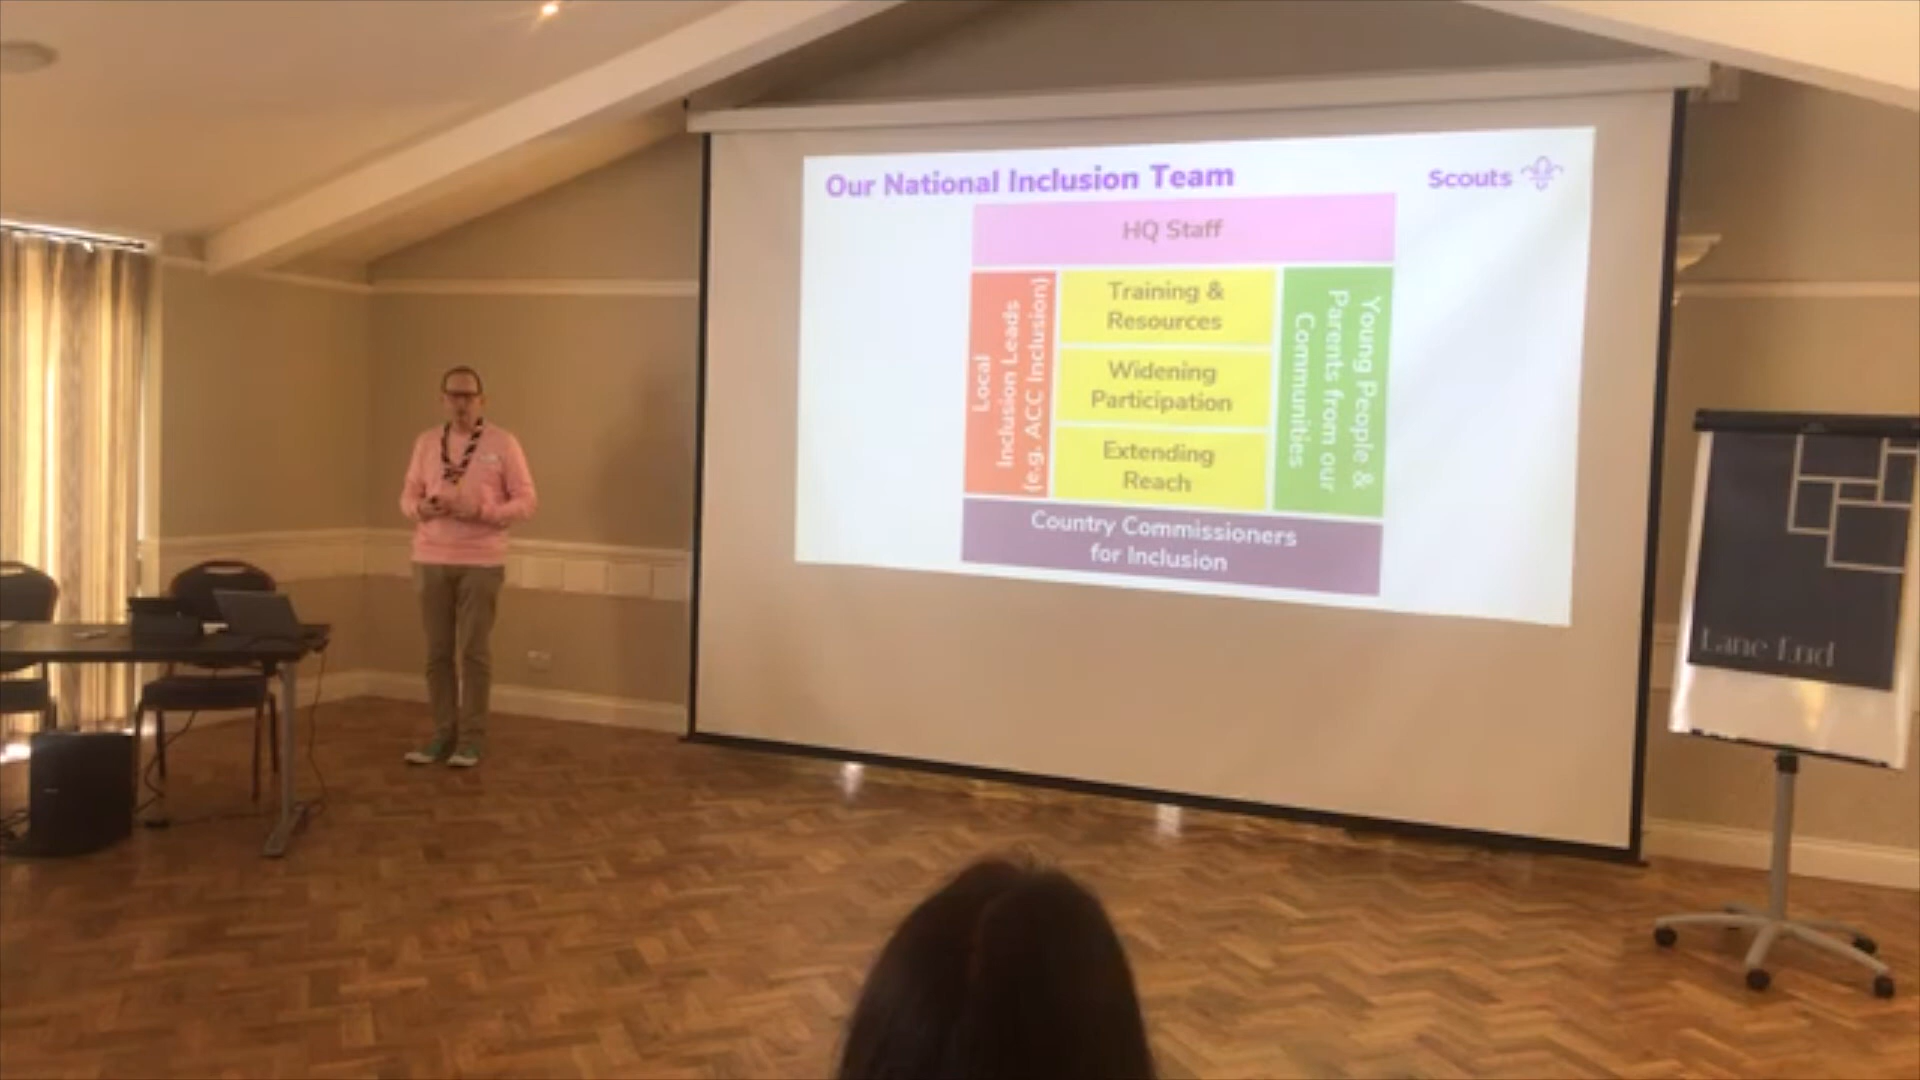 Our National Inclusion Team
Scouts
HQ Staff
Local
Inclusion Leads
(e.g. ACC Inclusion)
Training &
Resources
Widening
Participation
Extending
Reach
Young People &
Parents from our
Communities
Country Commissioners
for Inclusion
Lane End